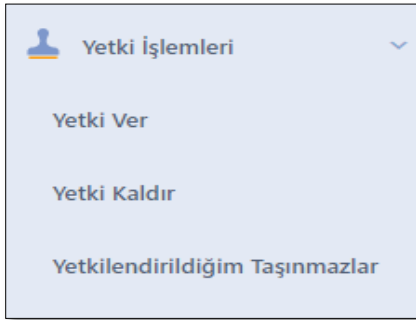 Yetki İşlemleri
Yetki Ver
Yetki Kaldır
Yetkilendirildiğim Taşınmazlar